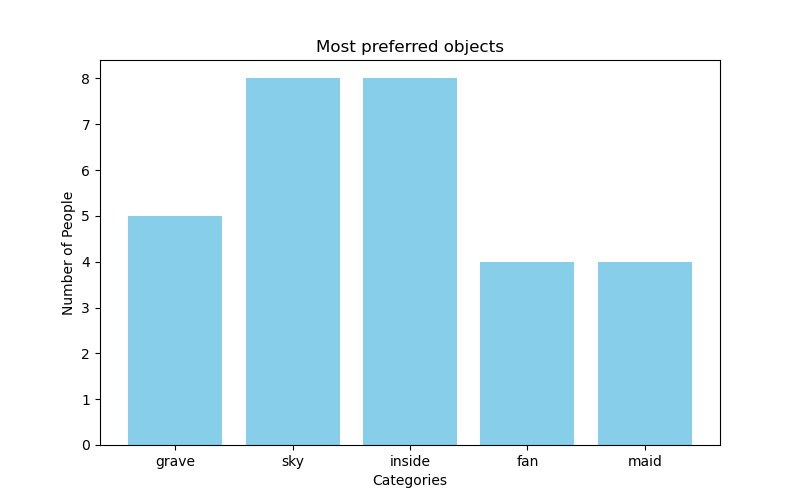 Most preferred objects
Number of People
8
7
6
5
4
3
2
1
0
grave sky inside fan maid
Categories